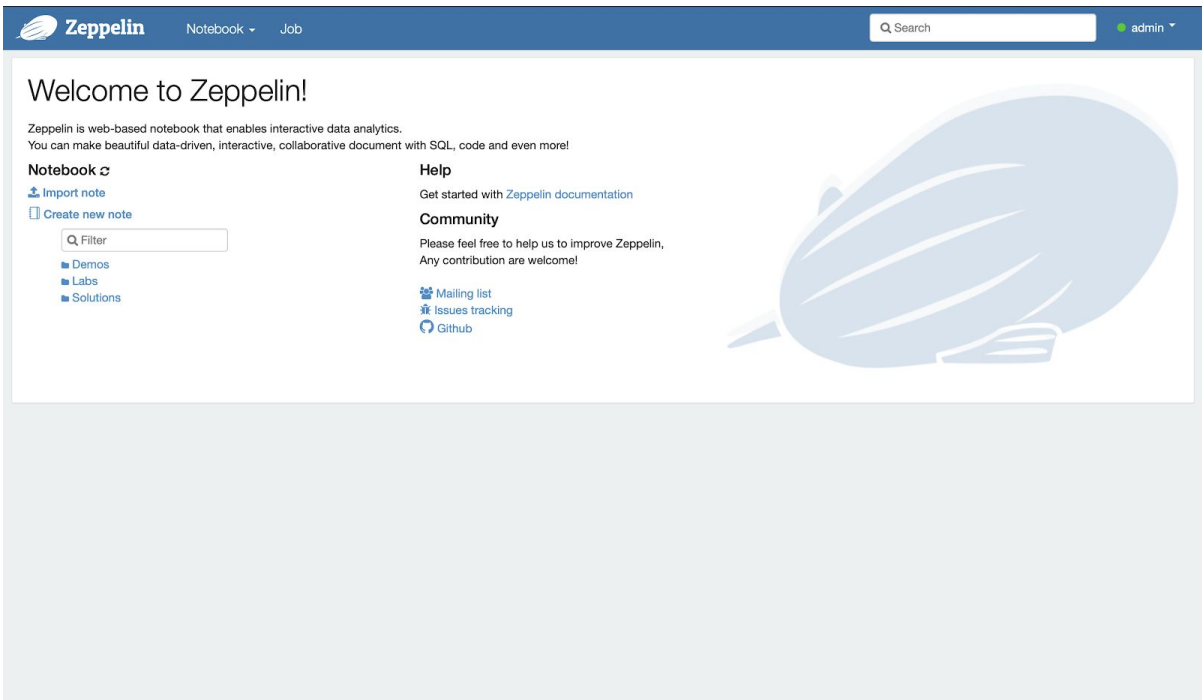 Zeppelin
Notebook
Job
Search
admin
Welcome to Zeppelin!
Zeppelin is web-based notebook that enables interactive data analytics.
You can make beautiful data-driven, interactive, collaborative document with SQL, code and even more!
Notebook
Import note
Create new note
Filter
Demos
Labs
Solutions
Help
Get started with Zeppelin documentation
Community
Please feel free to help us to improve Zeppelin,
Any contribution are welcome!
Mailing list
Issues tracking
Github